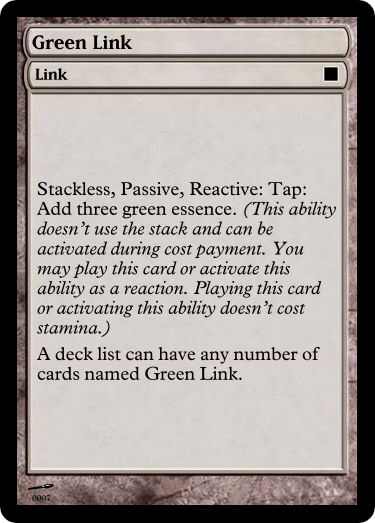 Green Link
Link
Stackless, Passive, Reactive: Tap:
Add three green essence. (This ability
doesn't use the stack and can be
activated during cost payment. You
may play this card or activate this
ability as a reaction. Playing this card
or activating this ability doesn't cost
stamina.)
A deck list can have any number of
cards named Green Link.
0007